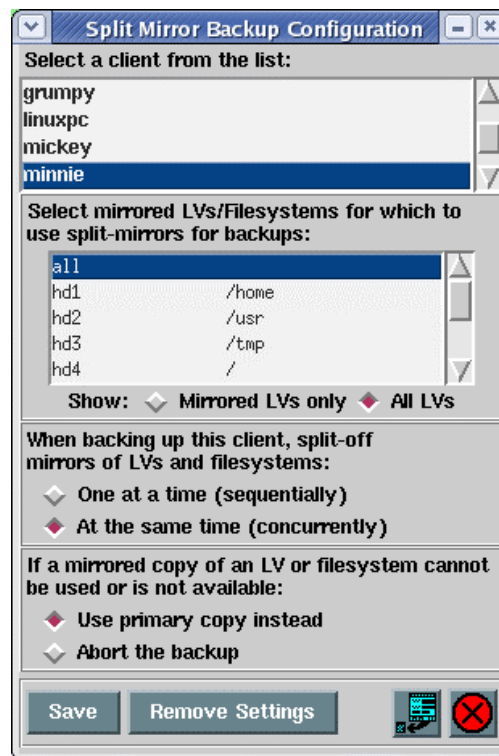 Split Mirror Backup Configuration
Select a client from the list:
grumpy
linuxpc
mickey
minnie
Select mirrored LVs/Filesystems for which to
use split-mirrors for backups:
all
hd1 /home
hd2 /usr
hd3 /tmp
hd4 /
Show: Mirrored LVs only All LVs
When backing up this client, split-off
mirrors of LVs and filesystems:
One at a time (sequentially)
At the same time (concurrently)
If a mirrored copy of an LV or filesystem cannot
be used or is not available:
Use primary copy instead
Abort the backup
Save Remove Settings